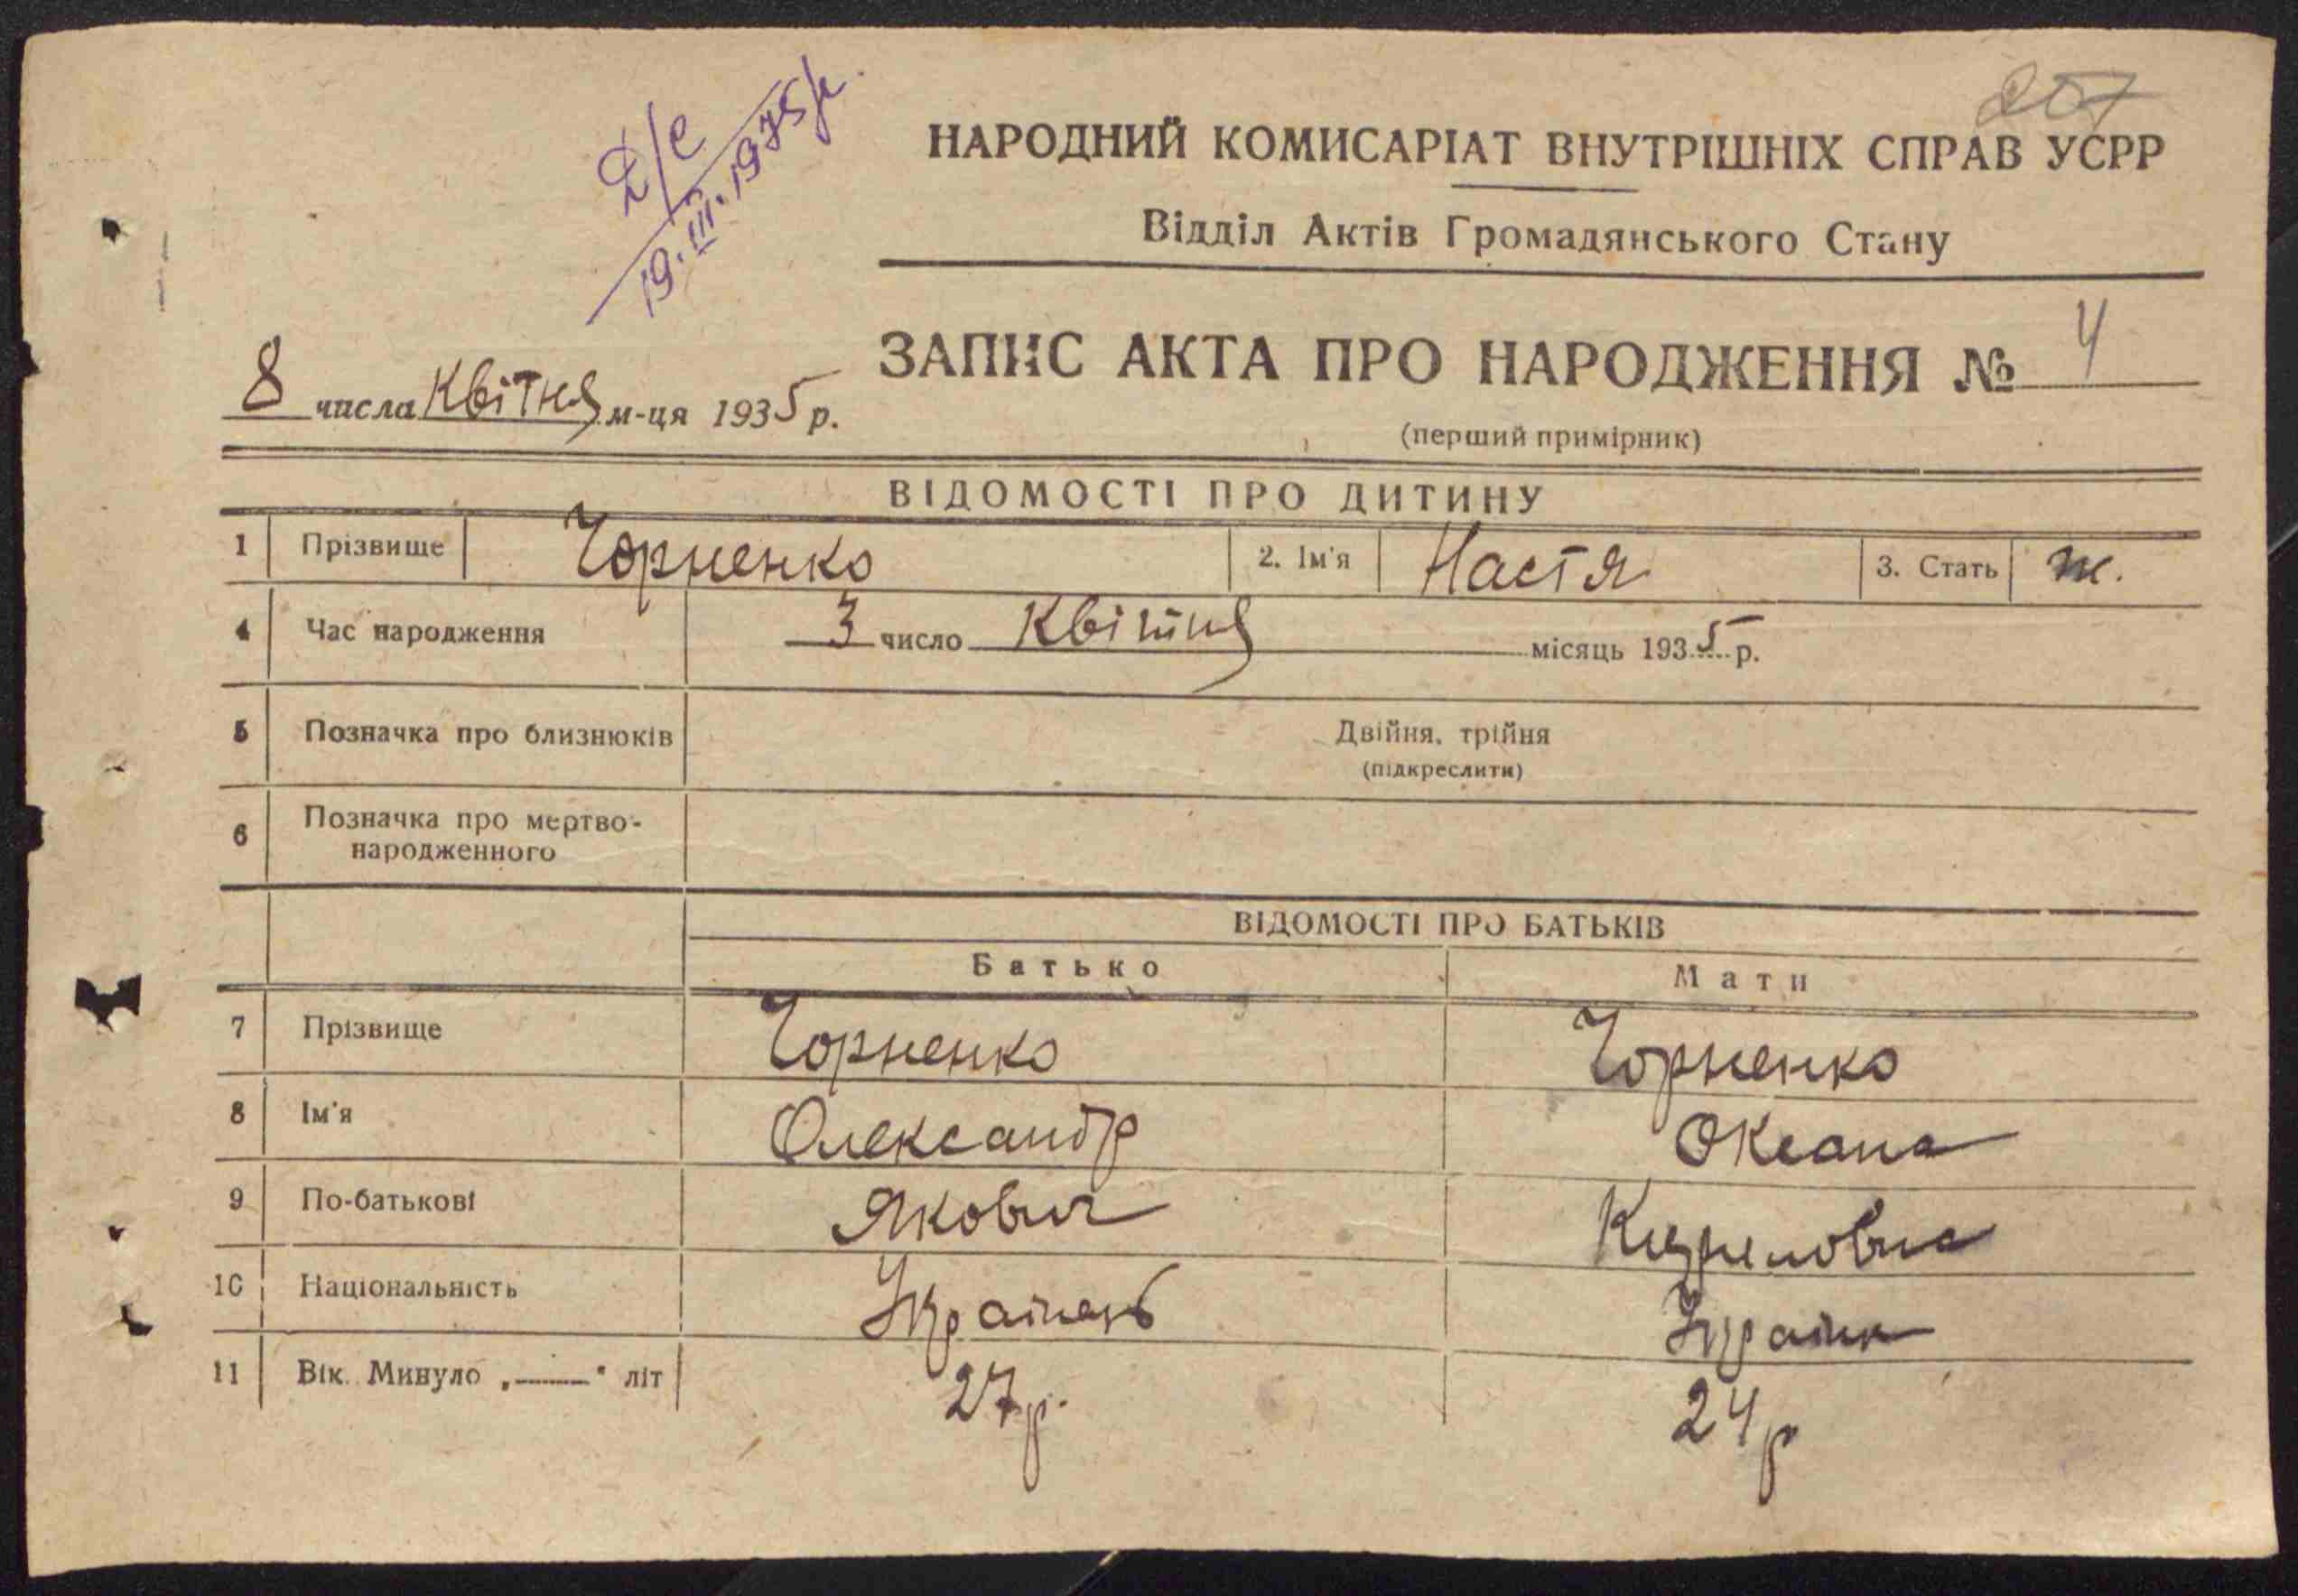 Д/с
19.III.1975р.
207
НАРОДНИЙ КОМИСАРІАТ ВНУТРІШНІХ СПРАВ УСРР
Відділ Актів Громадянського Стану
ЗАПИС АКТА ПРО НАРОДЖЕННЯ № 4
8 числа Квітня м-ця 1935 р.
(перший примірник)
ВІДОМОСТІ ПРО ДИТИНУ
1 Прізвище Чорненко 2. Ім'я Настя 3. Стать ж.
4 Час народження 3 число Квітня місяць 1935 р.
5 Позначка про близнюків Двійня, трійня
(підкреслити)
6 Позначка про мертво-
народженного
ВІДОМОСТІ ПРО БАТЬКІВ
Батько Мати
7 Прізвище Чорненко Чорненко
8 Ім'я Олександр Оксана
9 По-батькові Якович Кириловна
10 Національність Українець Українка
11 Вік. Минуло „——" літ 27р. 24р